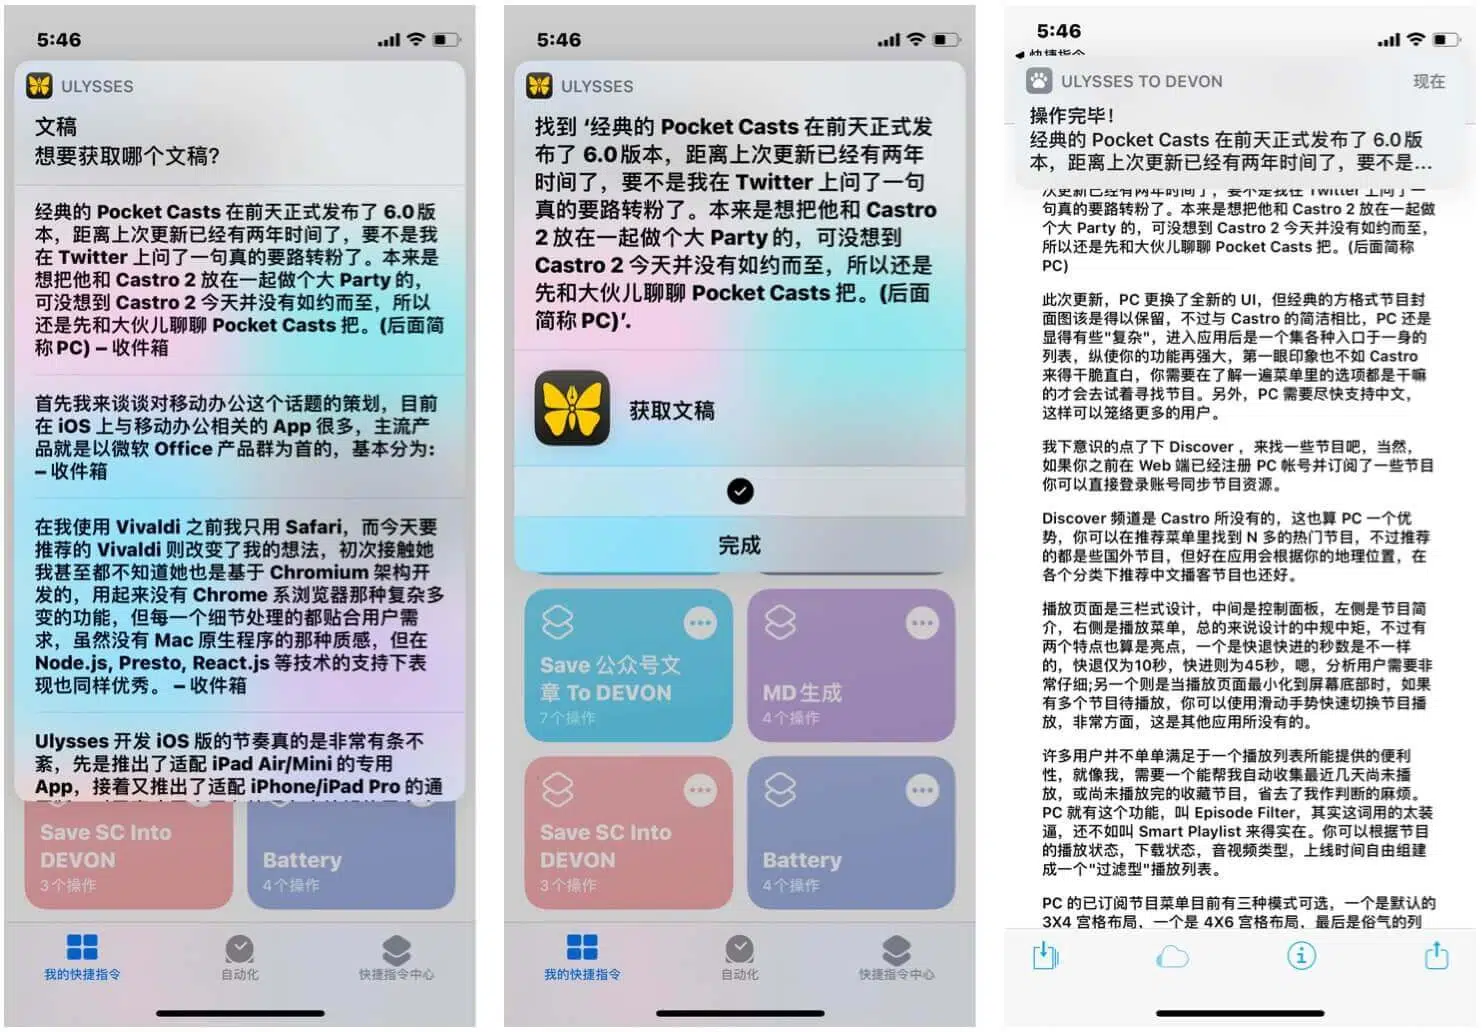 5:46
ULYSSES
文稿
想要获取哪个文稿?
经典的 Pocket Casts 在前天正式发布了 6.0版
本，距离上次更新已经有两年时间了，要不是我
在 Twitter 上问了一句真的要路转粉了。本来是
想把他和 Castro 2 放在一起做个大 Party 的，
可没想到 Castro 2 今天并没有如约而至，所以
还是先和大伙儿聊聊 Pocket Casts 把。(后面简
称 PC) – 收件箱
首先我来谈谈对移动办公这个话题的策划，目前
在 iOS 上与移动办公相关的 App 很多，主流产
品就是以微软 Office 产品群为首的，基本分为:
– 收件箱
在我使用 Vivaldi 之前我只用 Safari，而今天要
推荐的 Vivaldi 则改变了我的想法，初次接触她
我甚至都不知道她也是基于 Chromium 架构开
发的，用起来没有 Chrome 系浏览器那种复杂多
变的功能，但每一个细节处理的都贴合用户需
求，虽然没有 Mac 原生程序的那种质感，但在
Node.js, Presto, React.js 等技术的支持下表
现也同样优秀。 – 收件箱
Ulysses 开发 iOS 版的节奏真的是非常有条不
紊，先是推出了适配 iPad Air/Mini 的专用
App，接着又推出了适配 iPhone/iPad Pro 的通
Save SC Into
DEVON
3个操作
Battery
4个操作
我的快捷指令
自动化
快捷指令中心
5:46
ULYSSES
找到 ‘经典的 Pocket Casts 在前天正式发
布了 6.0版本，距离上次更新已经有两年
时间了，要不是我在 Twitter 上问了一句
真的要路转粉了。本来是想把他和 Castro
2 放在一起做个大 Party 的，可没想到
Castro 2 今天并没有如约而至，所以还是
先和大伙儿聊聊 Pocket Casts 把。(后面
简称 PC)’.
获取文稿
完成
Save 公众号文
章 To DEVON
7个操作
MD 生成
4个操作
Save SC Into
DEVON
3个操作
Battery
4个操作
我的快捷指令
自动化
快捷指令中心
5:46
快捷指令
ULYSSES TO DEVON
现在
操作完毕！
经典的 Pocket Casts 在前天正式发布了 6.0版
本，距离上次更新已经有两年时间了，要不是...
次更新已经有两年时间了，要不是我在 Twitter 上问了一
句真的要路转粉了。本来是想把他和 Castro 2 放在一起做
个大 Party 的，可没想到 Castro 2 今天并没有如约而至，
所以还是先和大伙儿聊聊 Pocket Casts 把。(后面简称
PC)
此次更新，PC 更换了全新的 UI，但经典的方格式节目封
面图该是得以保留，不过与 Castro 的简洁相比，PC 还是
显得有些"复杂"，进入应用后是一个集各种入口于一身的
列表，纵使你的功能再强大，第一眼印象也不如 Castro
来得干脆直白，你需要在了解一遍菜单里的选项都是干嘛
的才会去试着寻找节目。另外，PC 需要尽快支持中文，
这样可以笼络更多的用户。
我下意识的点了下 Discover ，来找一些节目吧，当然，
如果你之前在 Web 端已经注册 PC 帐号并订阅了一些节目
你可以直接登录账号同步节目资源。
Discover 频道是 Castro 所没有的，这也算 PC 一个优
势，你可以在推荐菜单里找到 N 多的热门节目，不过推荐
的都是些国外节目，但好在应用会根据你的地理位置，在
各个分类下推荐中文播客节目也还好。
播放页面是三栏式设计，中间是控制面板，左侧是节目简
介，右侧是播放菜单，总的来说设计的中规中矩，不过有
两个特点也算是亮点，一个是快退快进的秒数是不一样
的，快退仅为10秒，快进则为45秒，嗯，分析用户需要非
常仔细;另一个则是当播放页面最小化到屏幕底部时，如果
有多个节目待播放，你可以使用滑动手势快速切换节目播
放，非常方面，这是其他应用所没有的。
许多用户并不单单满足于一个播放列表所能提供的便利
性，就像我，需要一个能帮我自动收集最近几天尚未播
放，或尚未播放完的收藏节目，省去了我作判断的麻烦。
PC 就有这个功能，叫 Episode Filter，其实这词用的太装
逼，还不如叫 Smart Playlist 来得实在。你可以根据节目
的播放状态，下载状态，音视频类型，上线时间自由组建
成一个"过滤型"播放列表。
PC 的已订阅节目菜单目前有三种模式可选，一个是默认的
3X4 宫格布局，一个是 4X6 宫格布局，最后是俗气的列